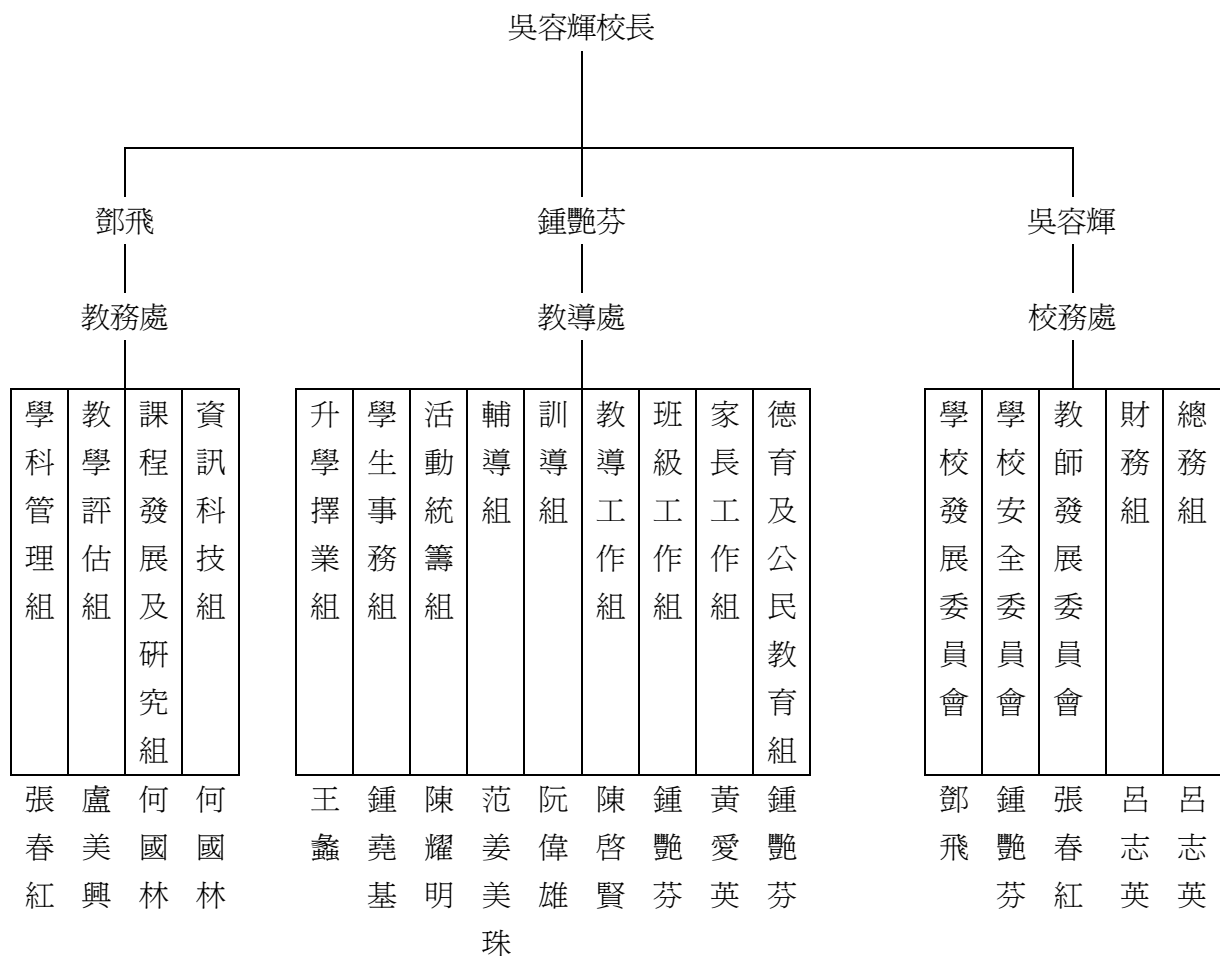 吳容輝校長
鄧飛
鍾艷芬
吳容輝
教務處
教導處
校務處
學科管理組
教學評估組
課程發展及研究組
資訊科技組
升學擇業組
學生事務組
活動統籌組
輔導組
訓導組
教導工作組
班級工作組
家長工作組
德育及公民教育組
學校發展委員會
學校安全委員會
教師發展委員會
財務組
總務組
張春紅
盧美興
何國林
何國林
王蠡
鍾堯基
陳耀明
范姜美珠
阮偉雄
陳啓賢
鍾艷芬
黃愛英
鍾艷芬
鄧飛
鍾艷芬
張春紅
呂志英
呂志英